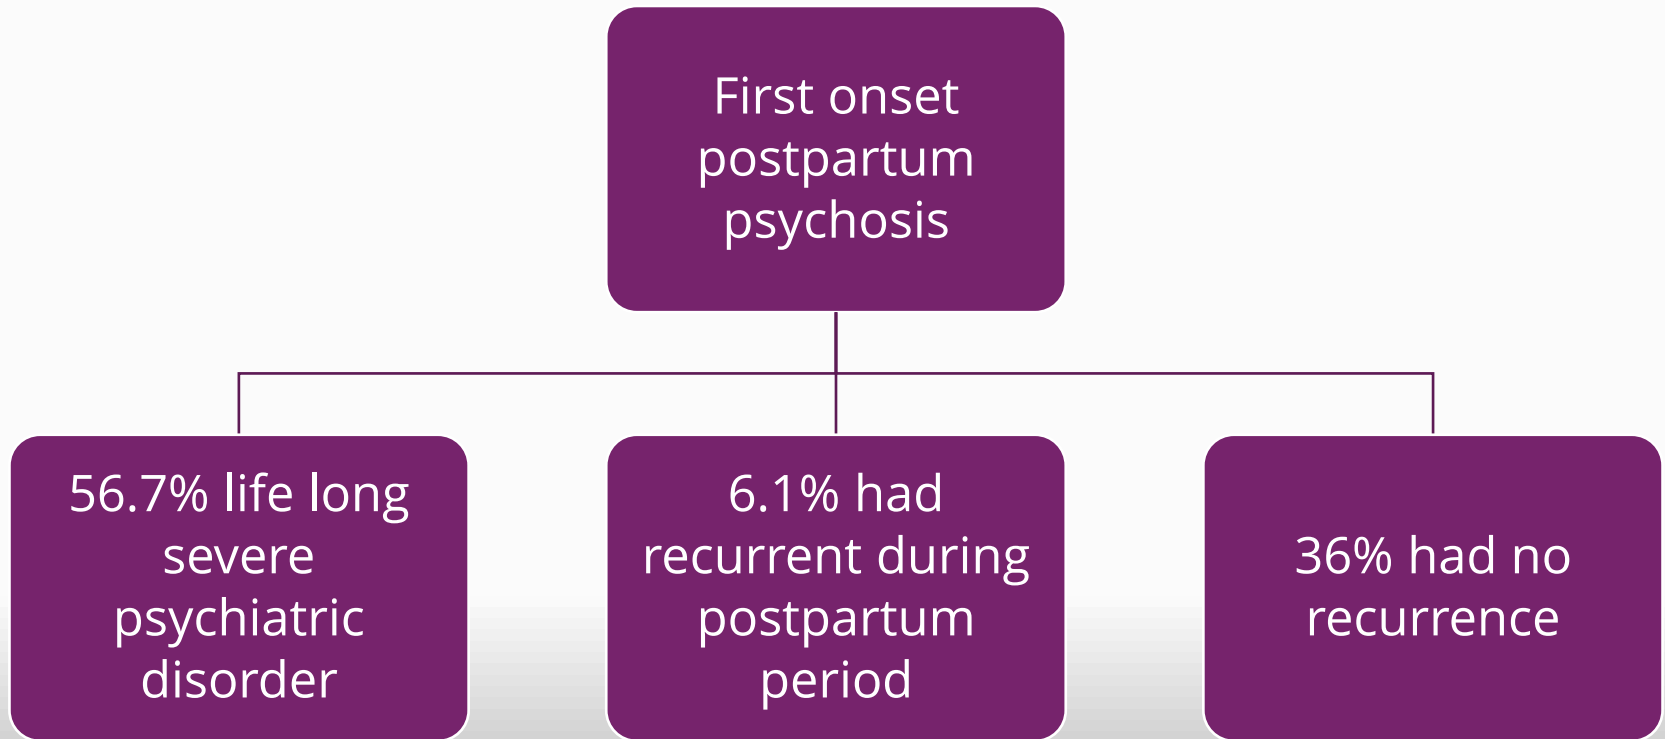 First onset
postpartum
psychosis
56.7% life long
severe
psychiatric
disorder
6.1% had
recurrent during
postpartum
period
36% had no
recurrence